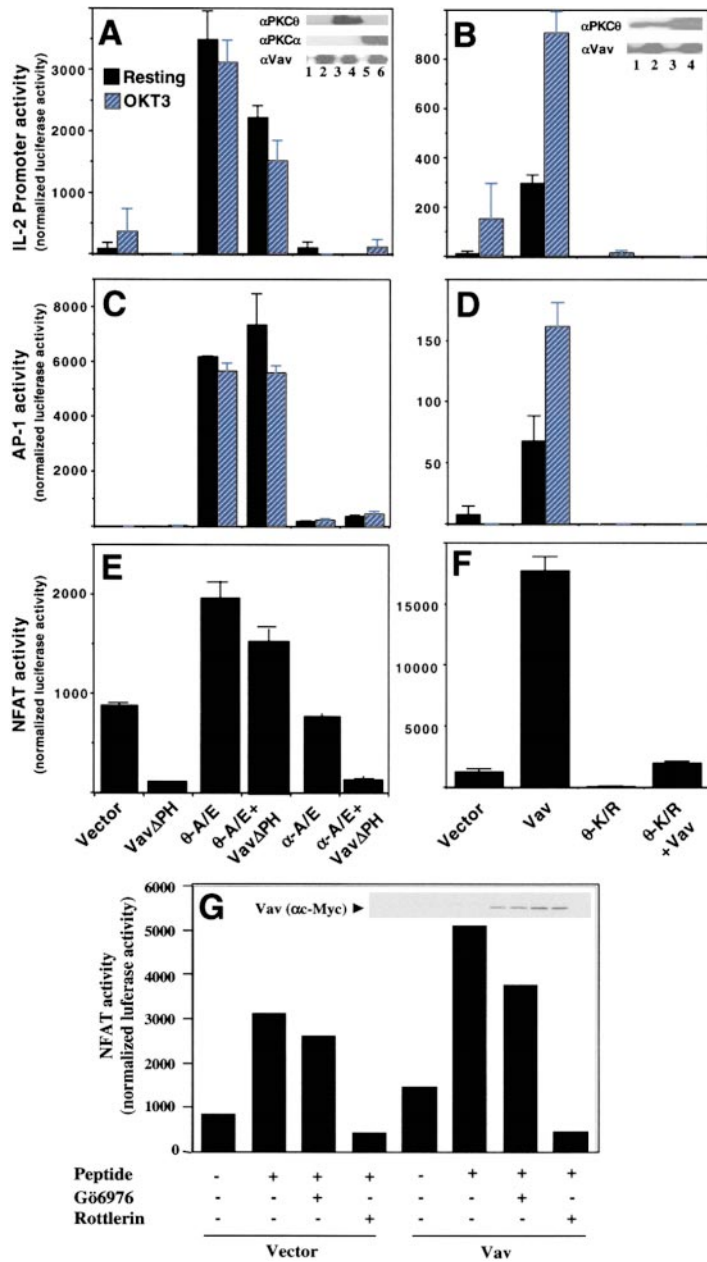 A
αPKCθ
αPKCα
αVav
1 2 3 4 5 6
Resting
OKT3
IL-2 Promoter activity
(normalized luciferase activity)
3000
2000
1000
B
αPKCθ
αVav
1 2 3 4
800
600
400
200
C
AP-1 activity
(normalized luciferase activity)
8000
6000
4000
2000
D
150
100
50
E
NFAT activity
(normalized luciferase activity)
2000
1000
Vector
VavΔPH
θ-A/E
θ-A/E+
VavΔPH
α-A/E
α-A/E+
VavΔPH
F
15000
10000
5000
Vector
Vav
θ-K/R
θ-K/R
+Vav
G
Vav (αc-Myc)
NFAT activity
(normalized luferase activity)
6000
5000
4000
3000
2000
1000
0
Peptide - + + + - + + +
Gö6976 - - + - - - + -
Rottlerin - - - + - - - +
Vector Vav